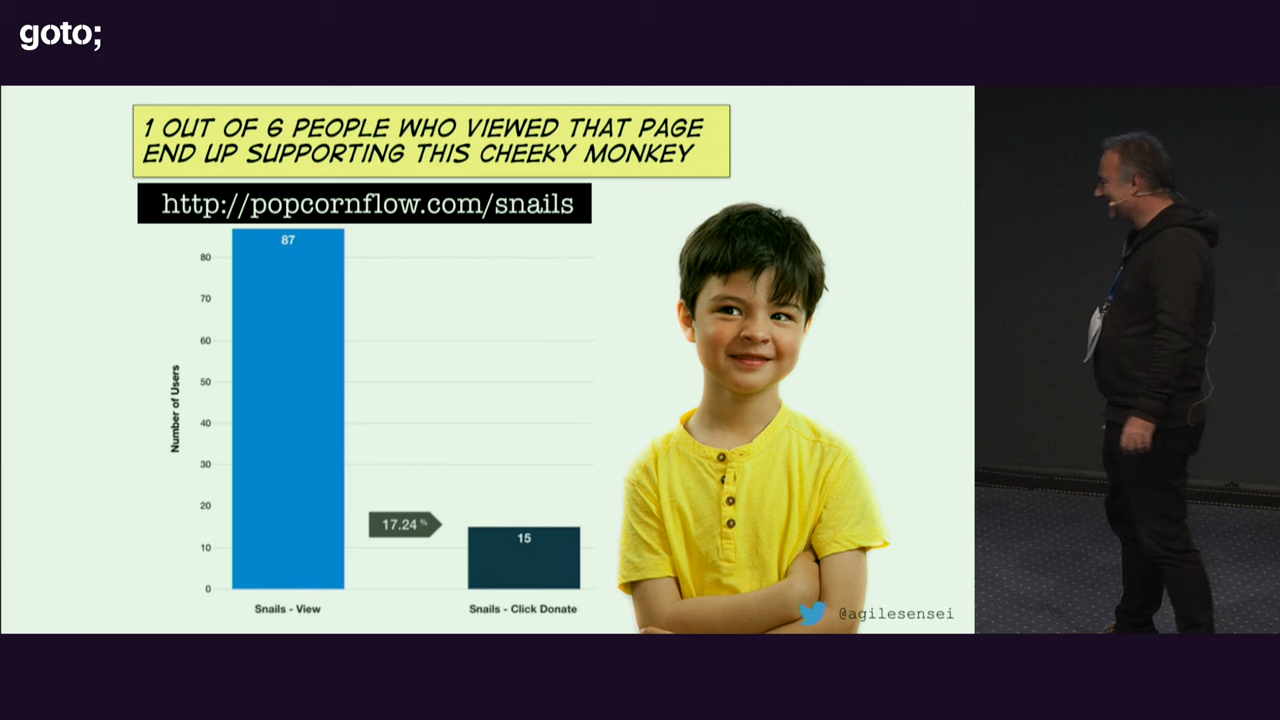 goto;
1 OUT OF 6 PEOPLE WHO VIEWED THAT PAGE
END UP SUPPORTING THIS CHEEKY MONKEY
http://popcornflow.com/snails
87
80
70
60
50
40
30
20
10
0
Number of Users
17.24 %
15
Snails - View
Snails - Click Donate
@agilesensei